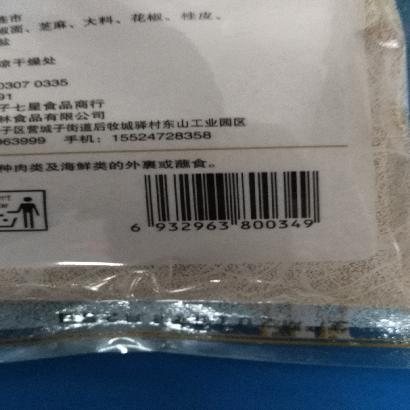 连市
椒面、芝麻、大料、花椒、桂皮、
盐
凉干燥处
0307 0335
91
子七星食品商行
林食品有限公司
子区营城子街道后牧城驿村东山工业园区
963999 手机：15524728358
种肉类及海鲜类的外裹或蘸食。
6 932963 800349